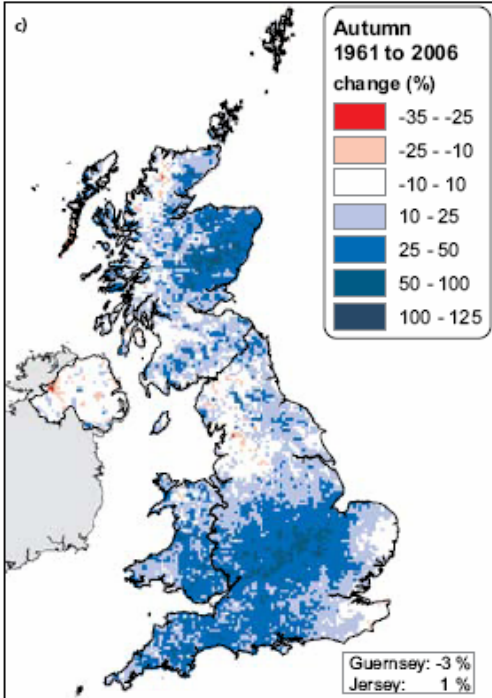 c)
Autumn
1961 to 2006
change (%)
-35 - -25
-25 - -10
-10 - 10
10 - 25
25 - 50
50 - 100
100 - 125
Guernsey: -3 %
Jersey: 1 %